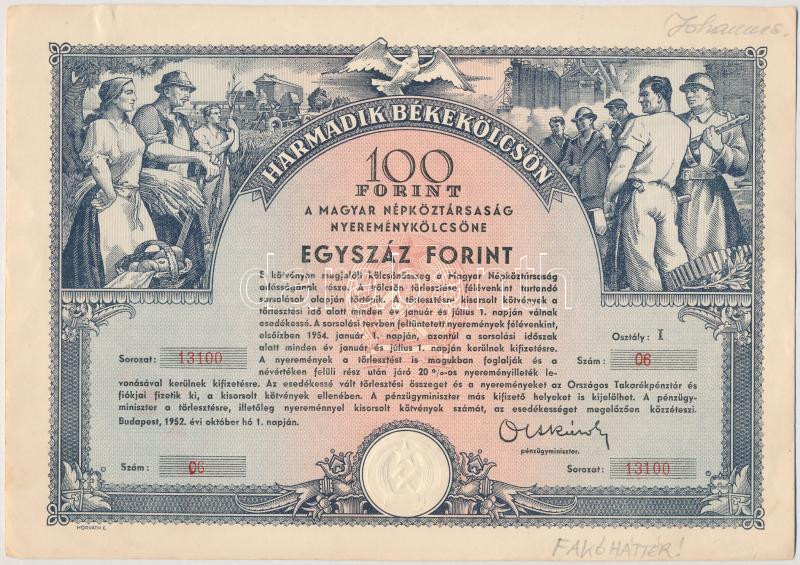 Johannes.
HARMADIK BÉKEKÖLCSÖN
100
FORINT
A MAGYAR NÉPKÖZTÁRSASÁG
NYEREMÉNYKÖLCSÖNE
EGYSZÁZ FORINT
E kötvényen megjelölt kölcsönösszeg a Magyar Népköztársaság
adósságának része. A kölcsön törlesztése félévenként tartandó
sorsolások alapján történik. A törlesztésre kisorsolt kötvények a
törlesztési idő alatt minden év január és július 1. napján válnak
esedékessé. A sorsolási tervben feltüntetett nyeremények félévenkint,
elsőízben 1954. január 1. napján, azontúl a sorsolási időszak
alatt minden év január és július 1. napján kerülnek kifizetésre.
A nyeremények a törlesztést is magukban foglalják és a
névértéken felüli rész után járó 20%-os nyereményilleték le-
vonásával kerülnek kifizetésre. Az esedékessé vált törlesztési összeget és a nyereményeket az Országos Takarékpénztár és
fiókjai fizetik ki, a kisorsolt kötvények ellenében. A pénzügyminiszter más kifizető helyeket is kijelölhet. A pénzügy-
miniszter a törlesztésre, illetőleg nyereménnyel kisorsolt kötvények számát, az esedékességet megelőzően közzéteszi.
Budapest, 1952. évi október hó 1. napján.
Osztály: I
Sorozat: 13100
Szám: 06
pénzügyminiszter.
Szám: 06
Sorozat: 13100
HORVÁTH E.
FAKÓ HÁTTÉR!